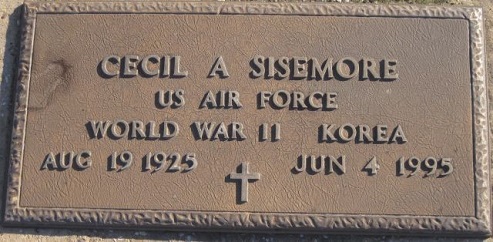 CECIL A SISEMORE
US AIR FORCE
WORLD WAR II KOREA
AUG 19 1925 JUN 4 1995